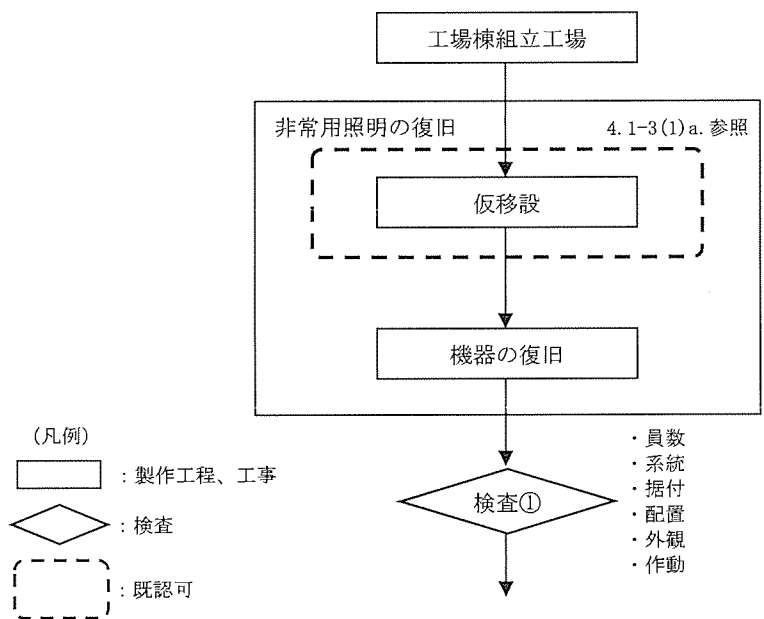 工場棟組立工場
非常用照明の復旧
4.1-3(1)a.参照
仮移設
機器の復旧
検査①
・員数
・系統
・据付
・配置
・外観
・作動
(凡例)
：製作工程、工事
：検査
：既認可